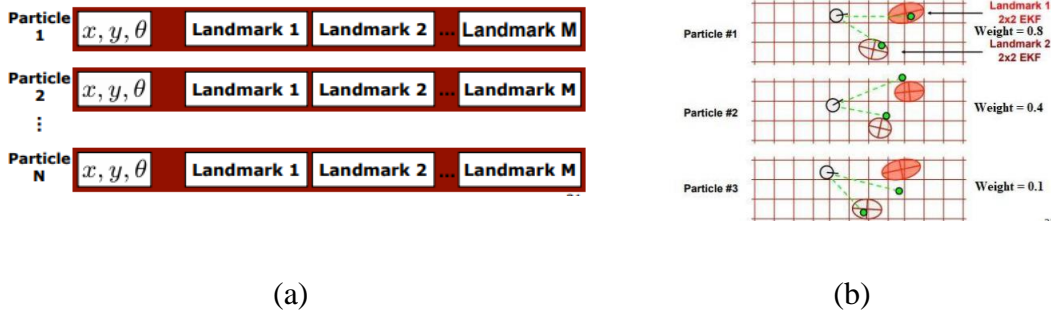 Particle
1
x, y, θ
Landmark 1
Landmark 2
...
Landmark M
Particle
2
x, y, θ
Landmark 1
Landmark 2
...
Landmark M
⋮
Particle
N
x, y, θ
Landmark 1
Landmark 2
...
Landmark M
(a)
Particle #1
Landmark 1
2x2 EKF
Weight = 0.8
Landmark 2
2x2 EKF
Particle #2
Weight = 0.4
Particle #3
Weight = 0.1
(b)